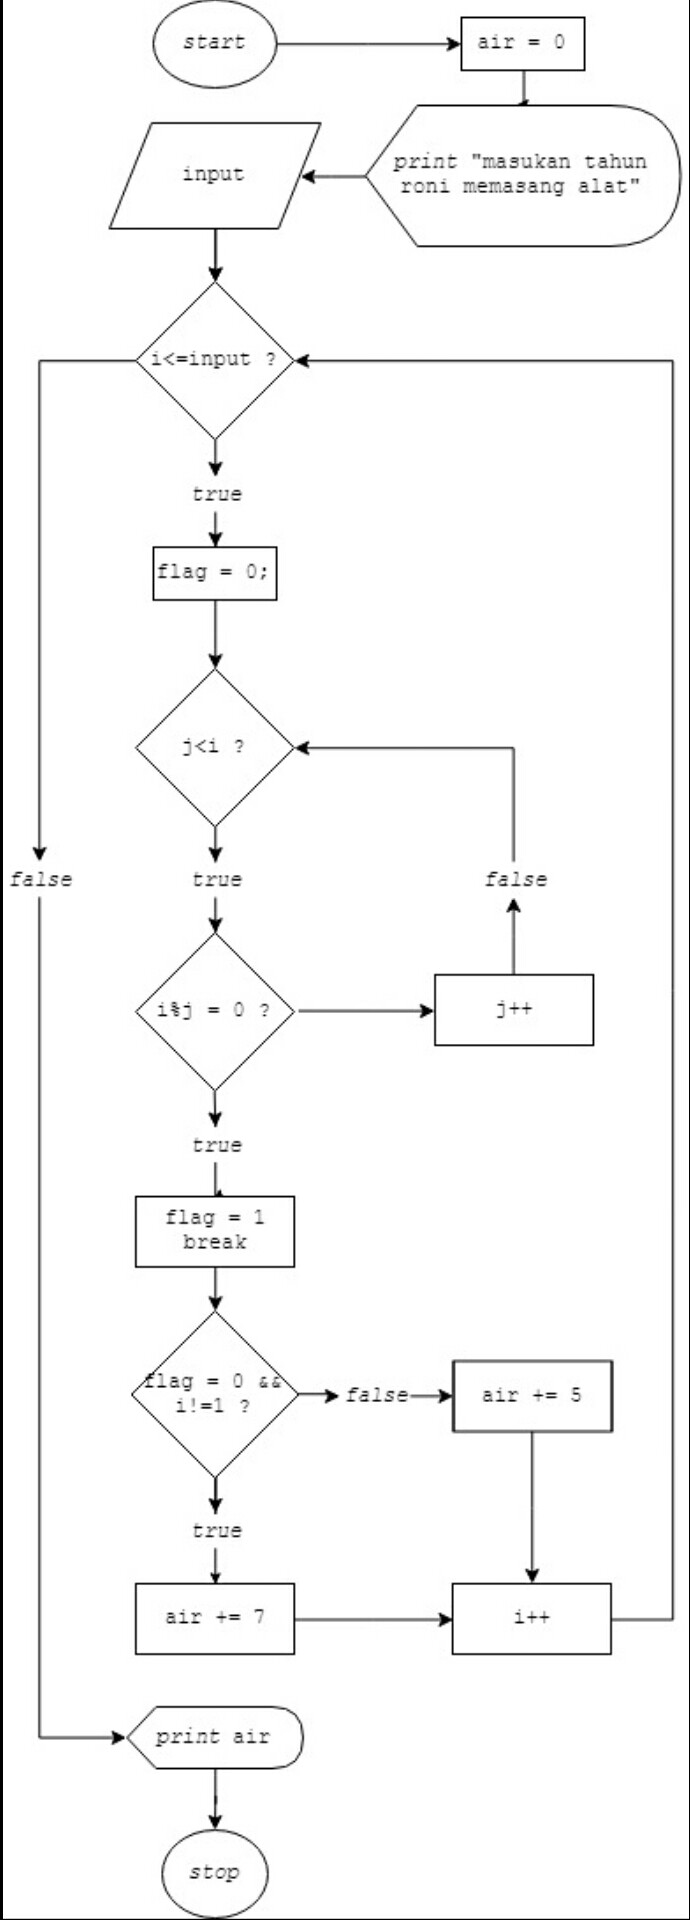 start
air = 0
print "masukan tahun
roni memasang alat"
input
i<=input ?
false
true
flag = 0;
j<i ?
true
i%j = 0 ?
j++
false
true
flag = 1
break
flag = 0 &&
i!=1 ?
false
air += 5
true
air += 7
i++
print air
stop